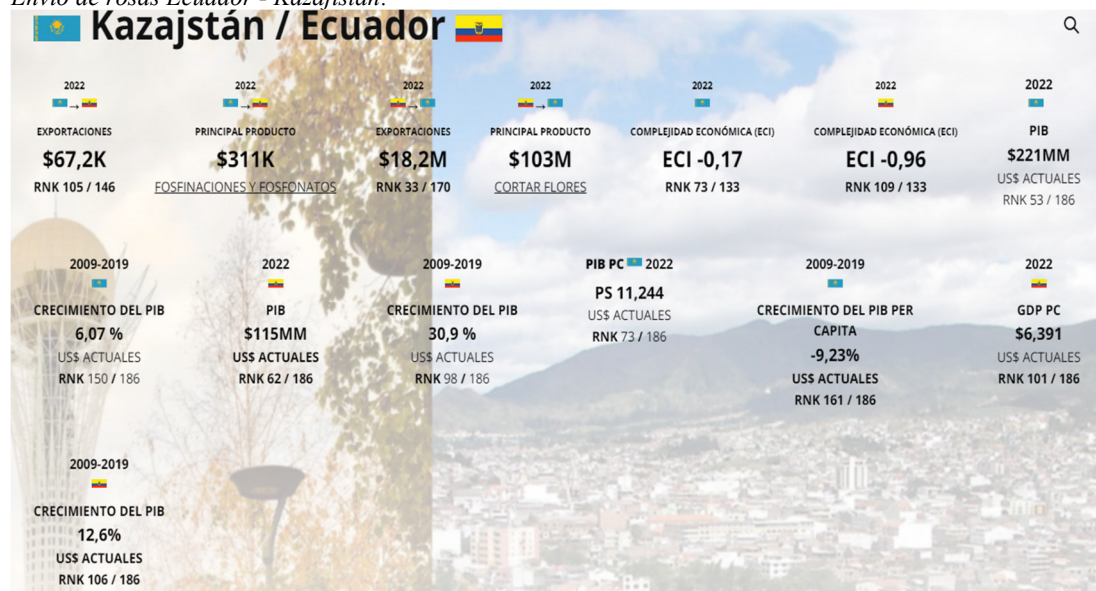 Envío de rosas Ecuador - Kazajistán.
Kazajstán / Ecuador
2022
→
EXPORTACIONES
$67,2K
RNK 105 / 146
2022
→
PRINCIPAL PRODUCTO
$311K
FOSFINACIONES Y FOSFONATOS
2022
→
EXPORTACIONES
$18,2M
RNK 33 / 170
2022
→
PRINCIPAL PRODUCTO
$103M
CORTAR FLORES
2022
COMPLEJIDAD ECONÓMICA (ECI)
ECI -0,17
RNK 73 / 133
2022
COMPLEJIDAD ECONÓMICA (ECI)
ECI -0,96
RNK 109 / 133
2022
PIB
$221MM
US$ ACTUALES
RNK 53 / 186
2009-2019
CRECIMIENTO DEL PIB
6,07 %
US$ ACTUALES
RNK 150 / 186
2022
PIB
$115MM
US$ ACTUALES
RNK 62 / 186
2009-2019
CRECIMIENTO DEL PIB
30,9 %
US$ ACTUALES
RNK 98 / 186
PIB PC 2022
PS 11,244
US$ ACTUALES
RNK 73 / 186
2009-2019
CRECIMIENTO DEL PIB PER
CAPITA
-9,23%
US$ ACTUALES
RNK 161 / 186
2022
GDP PC
$6,391
US$ ACTUALES
RNK 101 / 186
2009-2019
CRECIMIENTO DEL PIB
12,6%
US$ ACTUALES
RNK 106 / 186